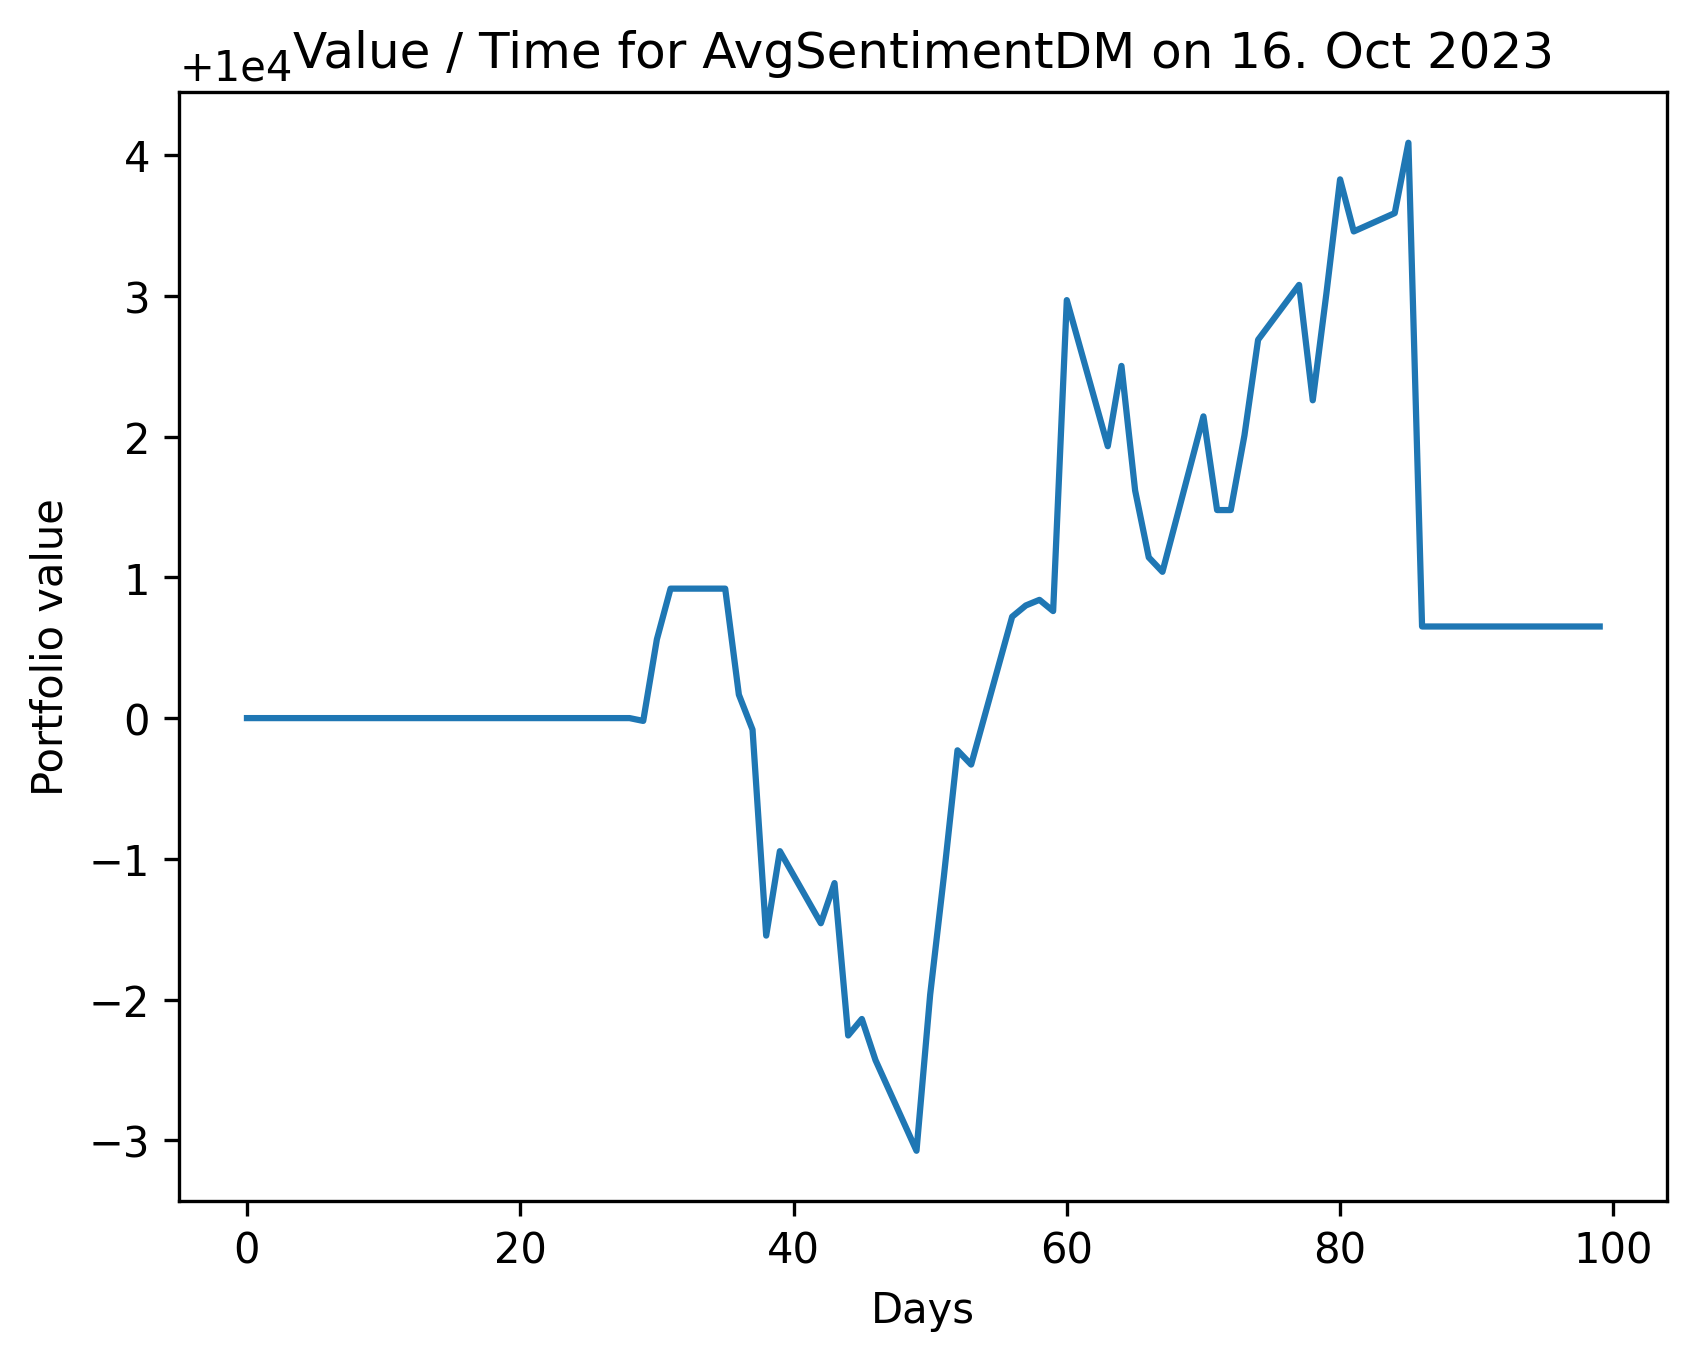 Value / Time for AvgSentimentDM on 16. Oct 2023
+1e4
4
3
2
1
0
−1
−2
−3
Portfolio value
0 20 40 60 80 100
Days